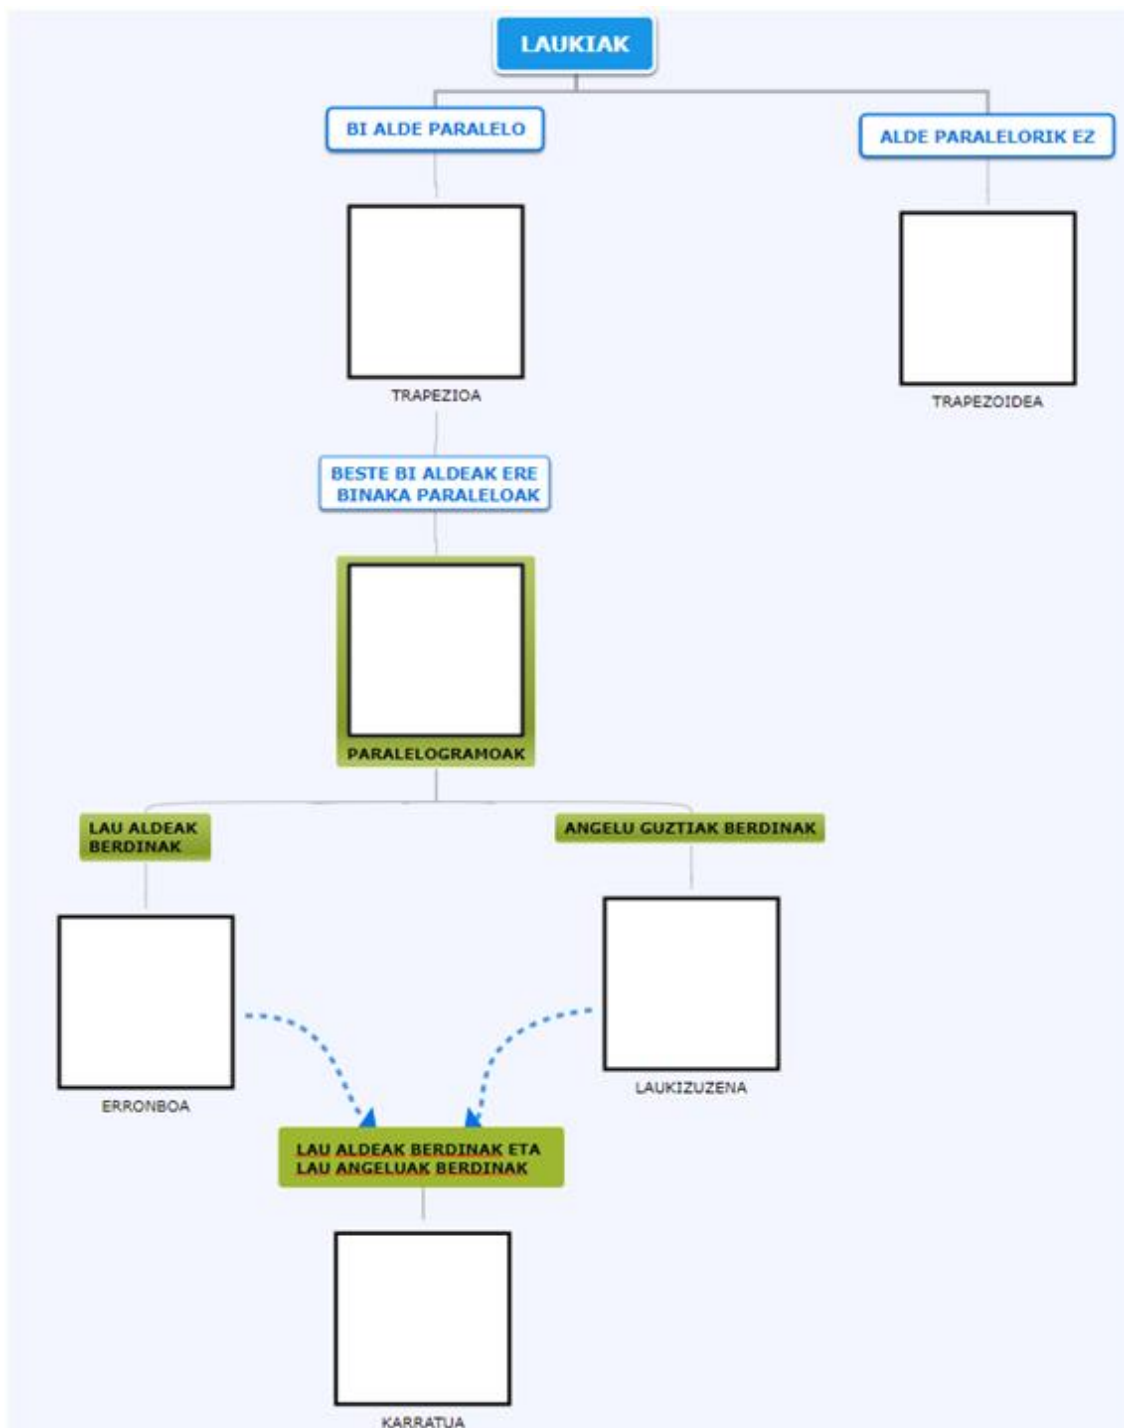 LAUKIAK
BI ALDE PARALELO
ALDE PARALELORIK EZ
TRAPEZIOA
TRAPEZOIDEA
BESTE BI ALDEAK ERE
BINAKA PARALELOAK
PARALELOGRAMOAK
LAU ALDEAK
BERDINAK
ANGELU GUZTIAK BERDINAK
ERRONBOA
LAUKIZUZENA
LAU ALDEAK BERDINAK ETA
LAU ANGELUAK BERDINAK
KARRATUA